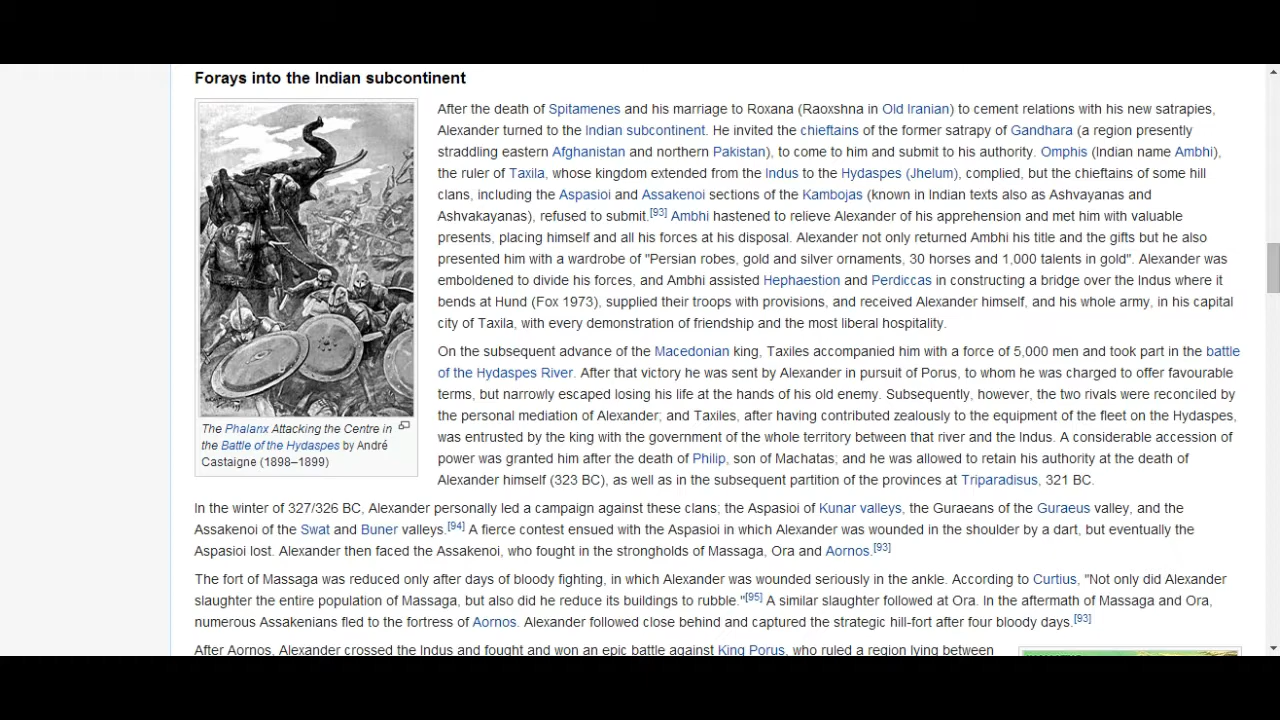 Forays into the Indian subcontinent
After the death of Spitamenes and his marriage to Roxana (Raoxshna in Old Iranian) to cement relations with his new satrapies,
Alexander turned to the Indian subcontinent. He invited the chieftains of the former satrapy of Gandhara (a region presently
straddling eastern Afghanistan and northern Pakistan), to come to him and submit to his authority. Omphis (Indian name Ambhi),
the ruler of Taxila, whose kingdom extended from the Indus to the Hydaspes (Jhelum), complied, but the chieftains of some hill
clans, including the Aspasioi and Assakenoi sections of the Kambojas (known in Indian texts also as Ashvayanas and
Ashvakayanas), refused to submit.[93] Ambhi hastened to relieve Alexander of his apprehension and met him with valuable
presents, placing himself and all his forces at his disposal. Alexander not only returned Ambhi his title and the gifts but he also
presented him with a wardrobe of "Persian robes, gold and silver ornaments, 30 horses and 1,000 talents in gold". Alexander was
emboldened to divide his forces, and Ambhi assisted Hephaestion and Perdiccas in constructing a bridge over the Indus where it
bends at Hund (Fox 1973), supplied their troops with provisions, and received Alexander himself, and his whole army, in his capital
city of Taxila, with every demonstration of friendship and the most liberal hospitality.
On the subsequent advance of the Macedonian king, Taxiles accompanied him with a force of 5,000 men and took part in the battle
of the Hydaspes River. After that victory he was sent by Alexander in pursuit of Porus, to whom he was charged to offer favourable
terms, but narrowly escaped losing his life at the hands of his old enemy. Subsequently, however, the two rivals were reconciled by
the personal mediation of Alexander; and Taxiles, after having contributed zealously to the equipment of the fleet on the Hydaspes,
was entrusted by the king with the government of the whole territory between that river and the Indus. A considerable accession of
power was granted him after the death of Philip, son of Machatas; and he was allowed to retain his authority at the death of
Alexander himself (323 BC), as well as in the subsequent partition of the provinces at Triparadisus, 321 BC.
The Phalanx Attacking the Centre in
the Battle of the Hydaspes by André
Castaigne (1898–1899)
In the winter of 327/326 BC, Alexander personally led a campaign against these clans; the Aspasioi of Kunar valleys, the Guraeans of the Guraeus valley, and the
Assakenoi of the Swat and Buner valleys.[94] A fierce contest ensued with the Aspasioi in which Alexander was wounded in the shoulder by a dart, but eventually the
Aspasioi lost. Alexander then faced the Assakenoi, who fought in the strongholds of Massaga, Ora and Aornos.[93]
The fort of Massaga was reduced only after days of bloody fighting, in which Alexander was wounded seriously in the ankle. According to Curtius, "Not only did Alexander
slaughter the entire population of Massaga, but also did he reduce its buildings to rubble."[95] A similar slaughter followed at Ora. In the aftermath of Massaga and Ora,
numerous Assakenians fled to the fortress of Aornos. Alexander followed close behind and captured the strategic hill-fort after four bloody days.[93]
After Aornos, Alexander crossed the Indus and fought and won an epic battle against King Porus, who ruled a region lying between